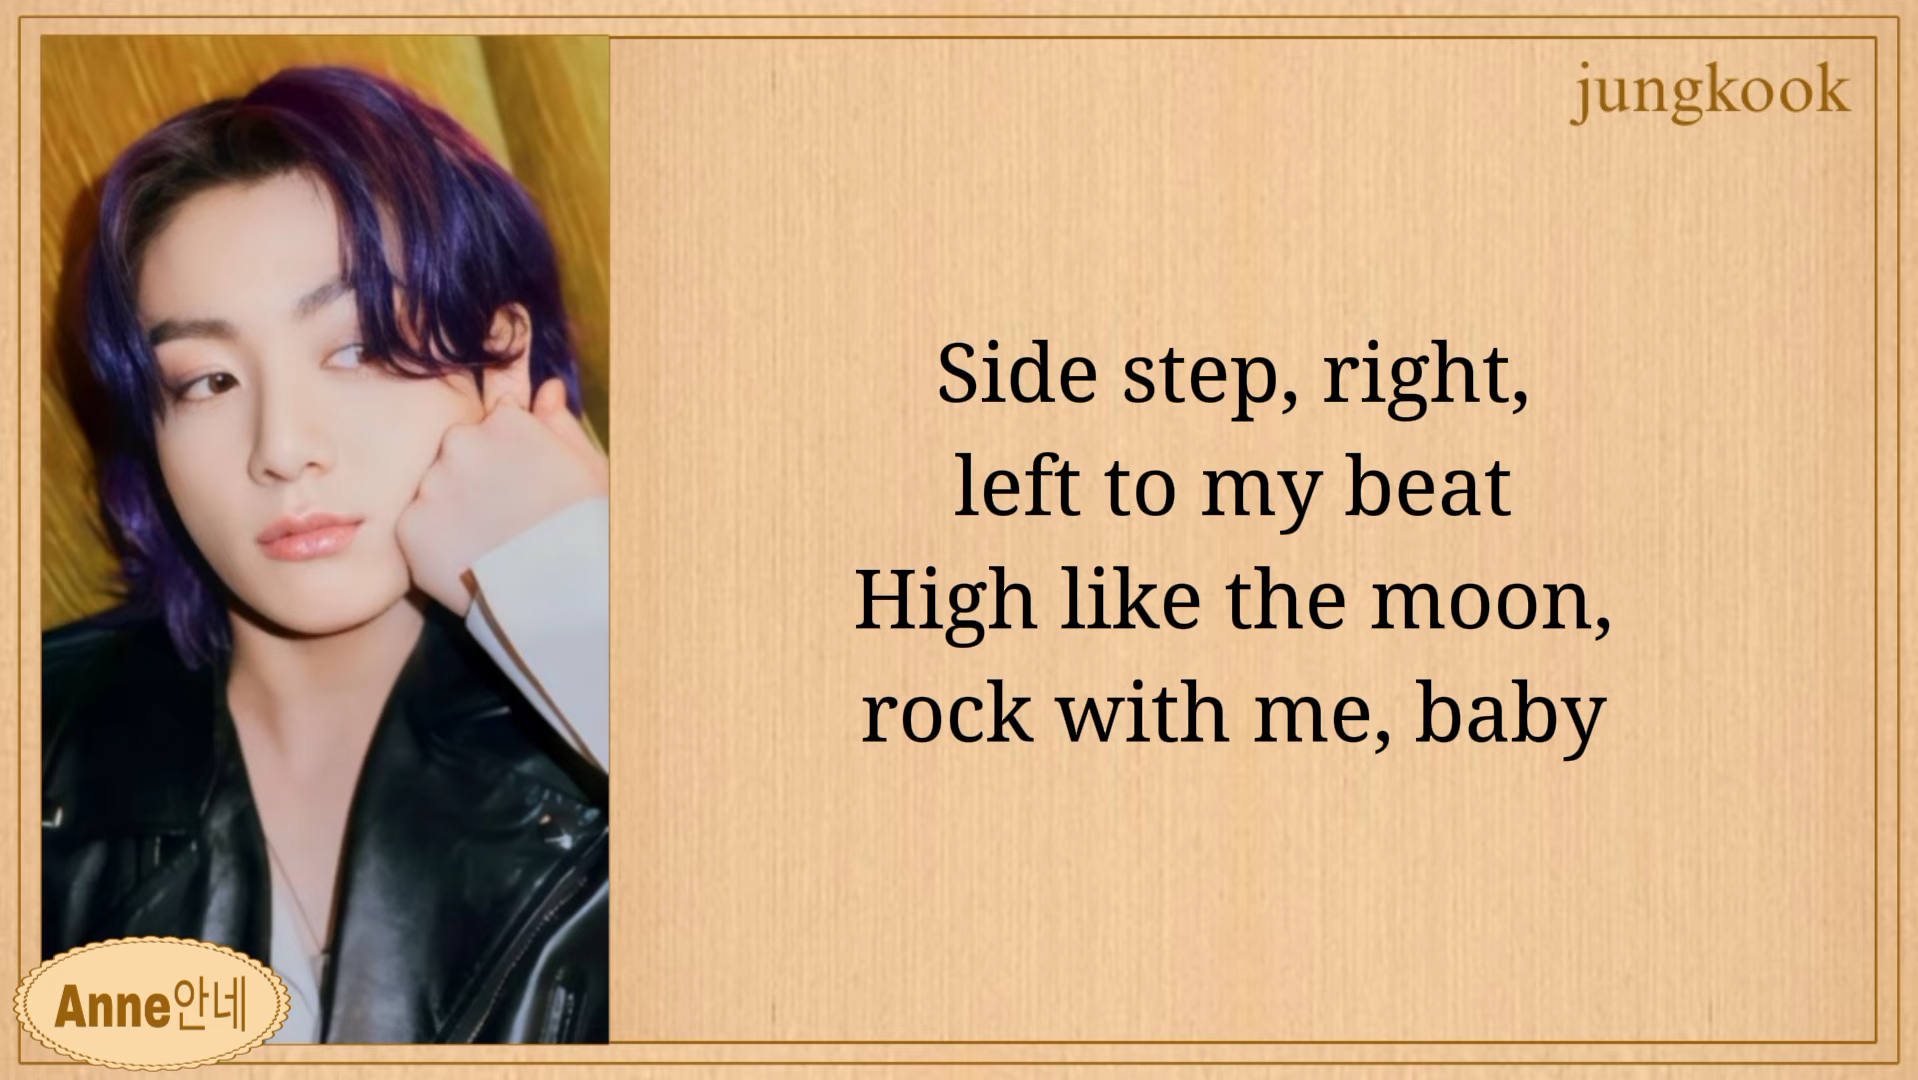 jungkook
Side step, right,
left to my beat
High like the moon,
rock with me, baby
Anne안네